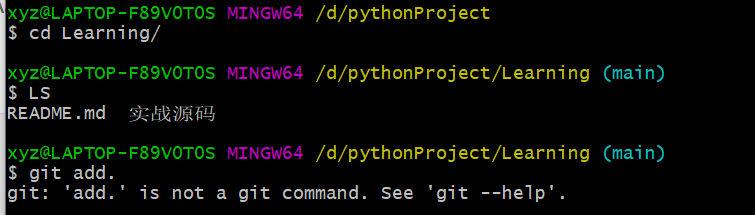 xyz@LAPTOP-F89V0T0S MINGW64 /d/pythonProject
$ cd Learning/
xyz@LAPTOP-F89V0T0S MINGW64 /d/pythonProject/Learning (main)
$ LS
README.md 实战源码
xyz@LAPTOP-F89V0T0S MINGW64 /d/pythonProject/Learning (main)
$ git add.
git: 'add.' is not a git command. See 'git --help'.